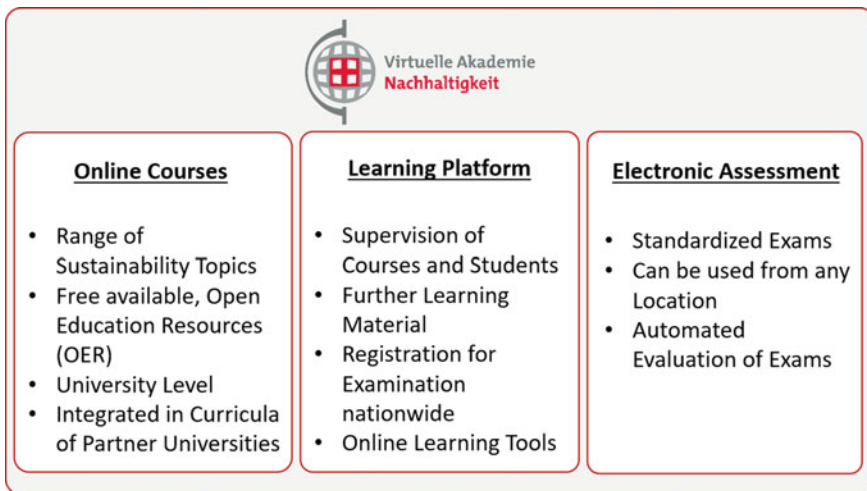 Virtuelle Akademie
Nachhaltigkeit
Online Courses
• Range of
Sustainability Topics
• Free available, Open
Education Resources
(OER)
• University Level
• Integrated in Curricula
of Partner Universities
Learning Platform
• Supervision of
Courses and Students
• Further Learning
Material
• Registration for
Examination
nationwide
• Online Learning Tools
Electronic Assessment
• Standardized Exams
• Can be used from any
Location
• Automated
Evaluation of Exams